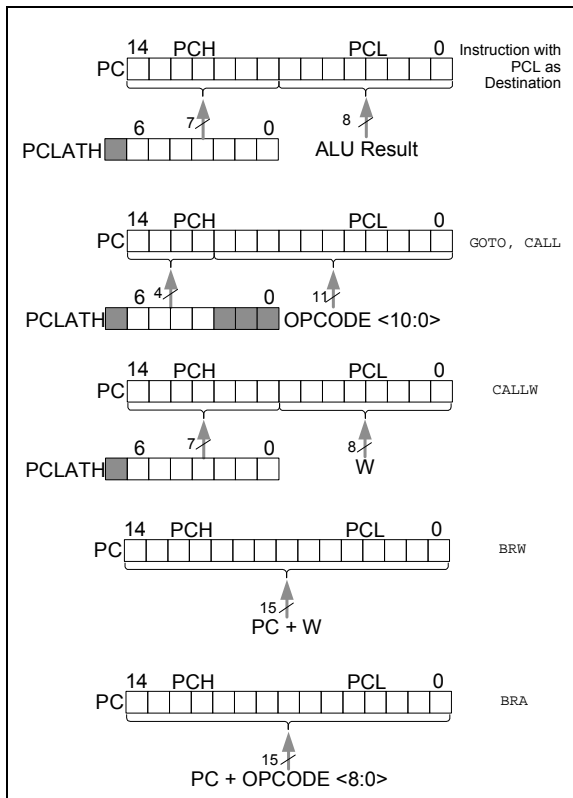 14 PCH PCL 0
PC
Instruction with
PCL as
Destination
7 8
6 0
PCLATH
ALU Result
14 PCH PCL 0
PC
GOTO, CALL
4 11
6 0
PCLATH
OPCODE <10:0>
14 PCH PCL 0
PC
CALLW
7 8
6 0
PCLATH
W
14 PCH PCL 0
PC
BRW
15
PC + W
14 PCH PCL 0
PC
BRA
15
PC + OPCODE <8:0>